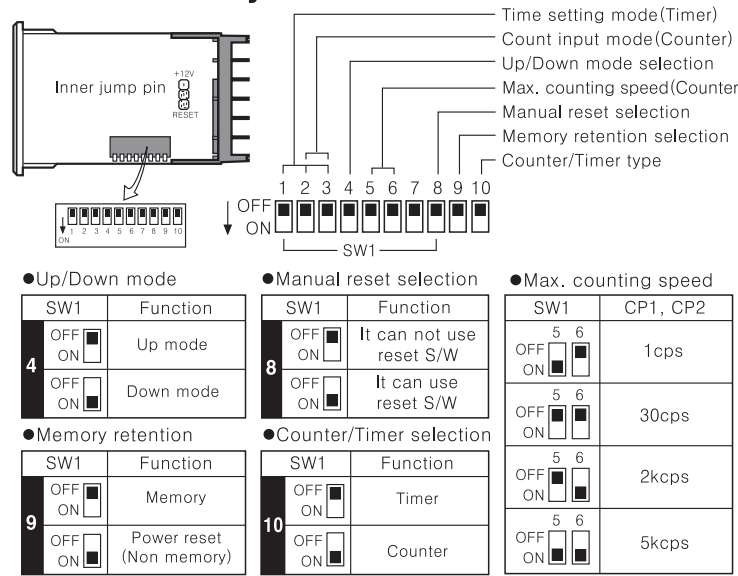 Time setting mode(Timer)
Count input mode(Counter)
Up/Down mode selection
Max. counting speed(Counter
Manual reset selection
Memory retention selection
Counter/Timer type
Inner jump pin
+12V
RESET
1 2 3 4 5 6 7 8 9 10
OFF
ON
SW1
1 2 3 4 5 6 7 8 9 10
ON
●Up/Down mode
SW1 Function
4
OFF
ON
Up mode
OFF
ON
Down mode
●Manual reset selection
SW1 Function
8
OFF
ON
It can not use
reset S/W
OFF
ON
It can use
reset S/W
●Max. counting speed
SW1 CP1, CP2
5 6
OFF
ON
1cps
5 6
OFF
ON
30cps
5 6
OFF
ON
2kcps
5 6
OFF
ON
5kcps
●Memory retention
SW1 Function
9
OFF
ON
Memory
OFF
ON
Power reset
(Non memory)
●Counter/Timer selection
SW1 Function
10
OFF
ON
Timer
OFF
ON
Counter